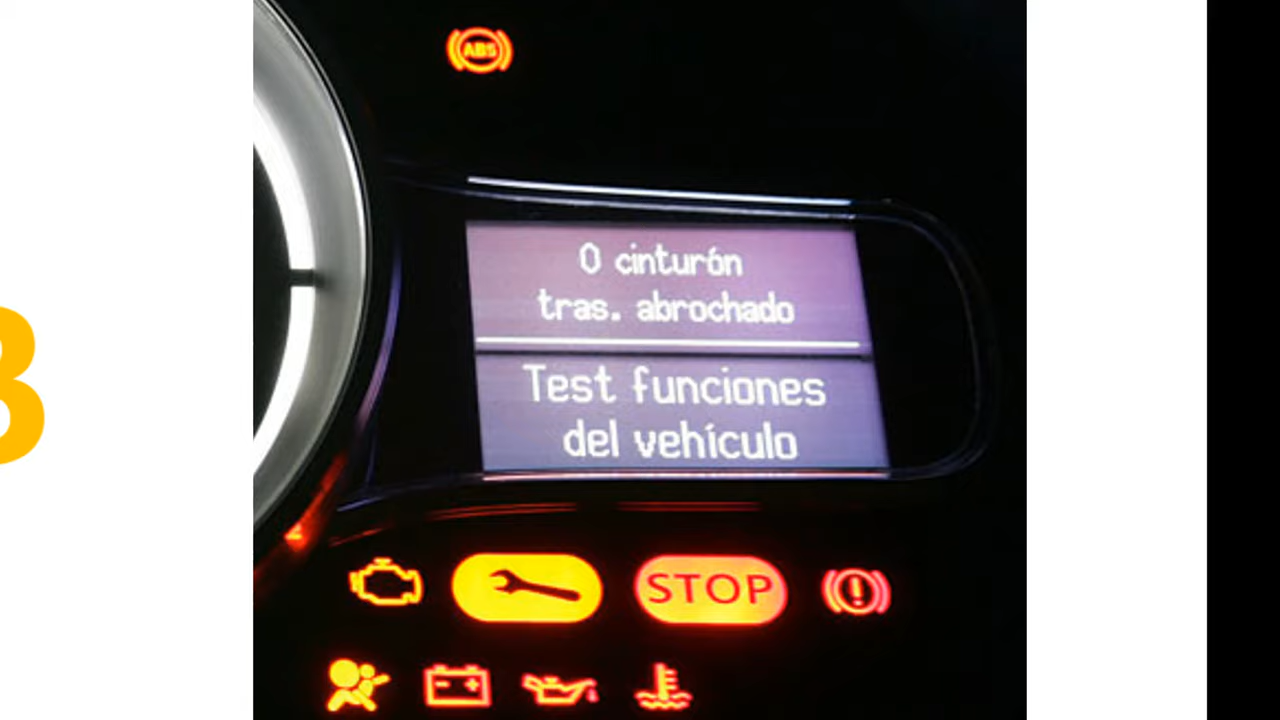 ABS
0 cinturón
tras. abrochado
Test funciones
del vehículo
STOP